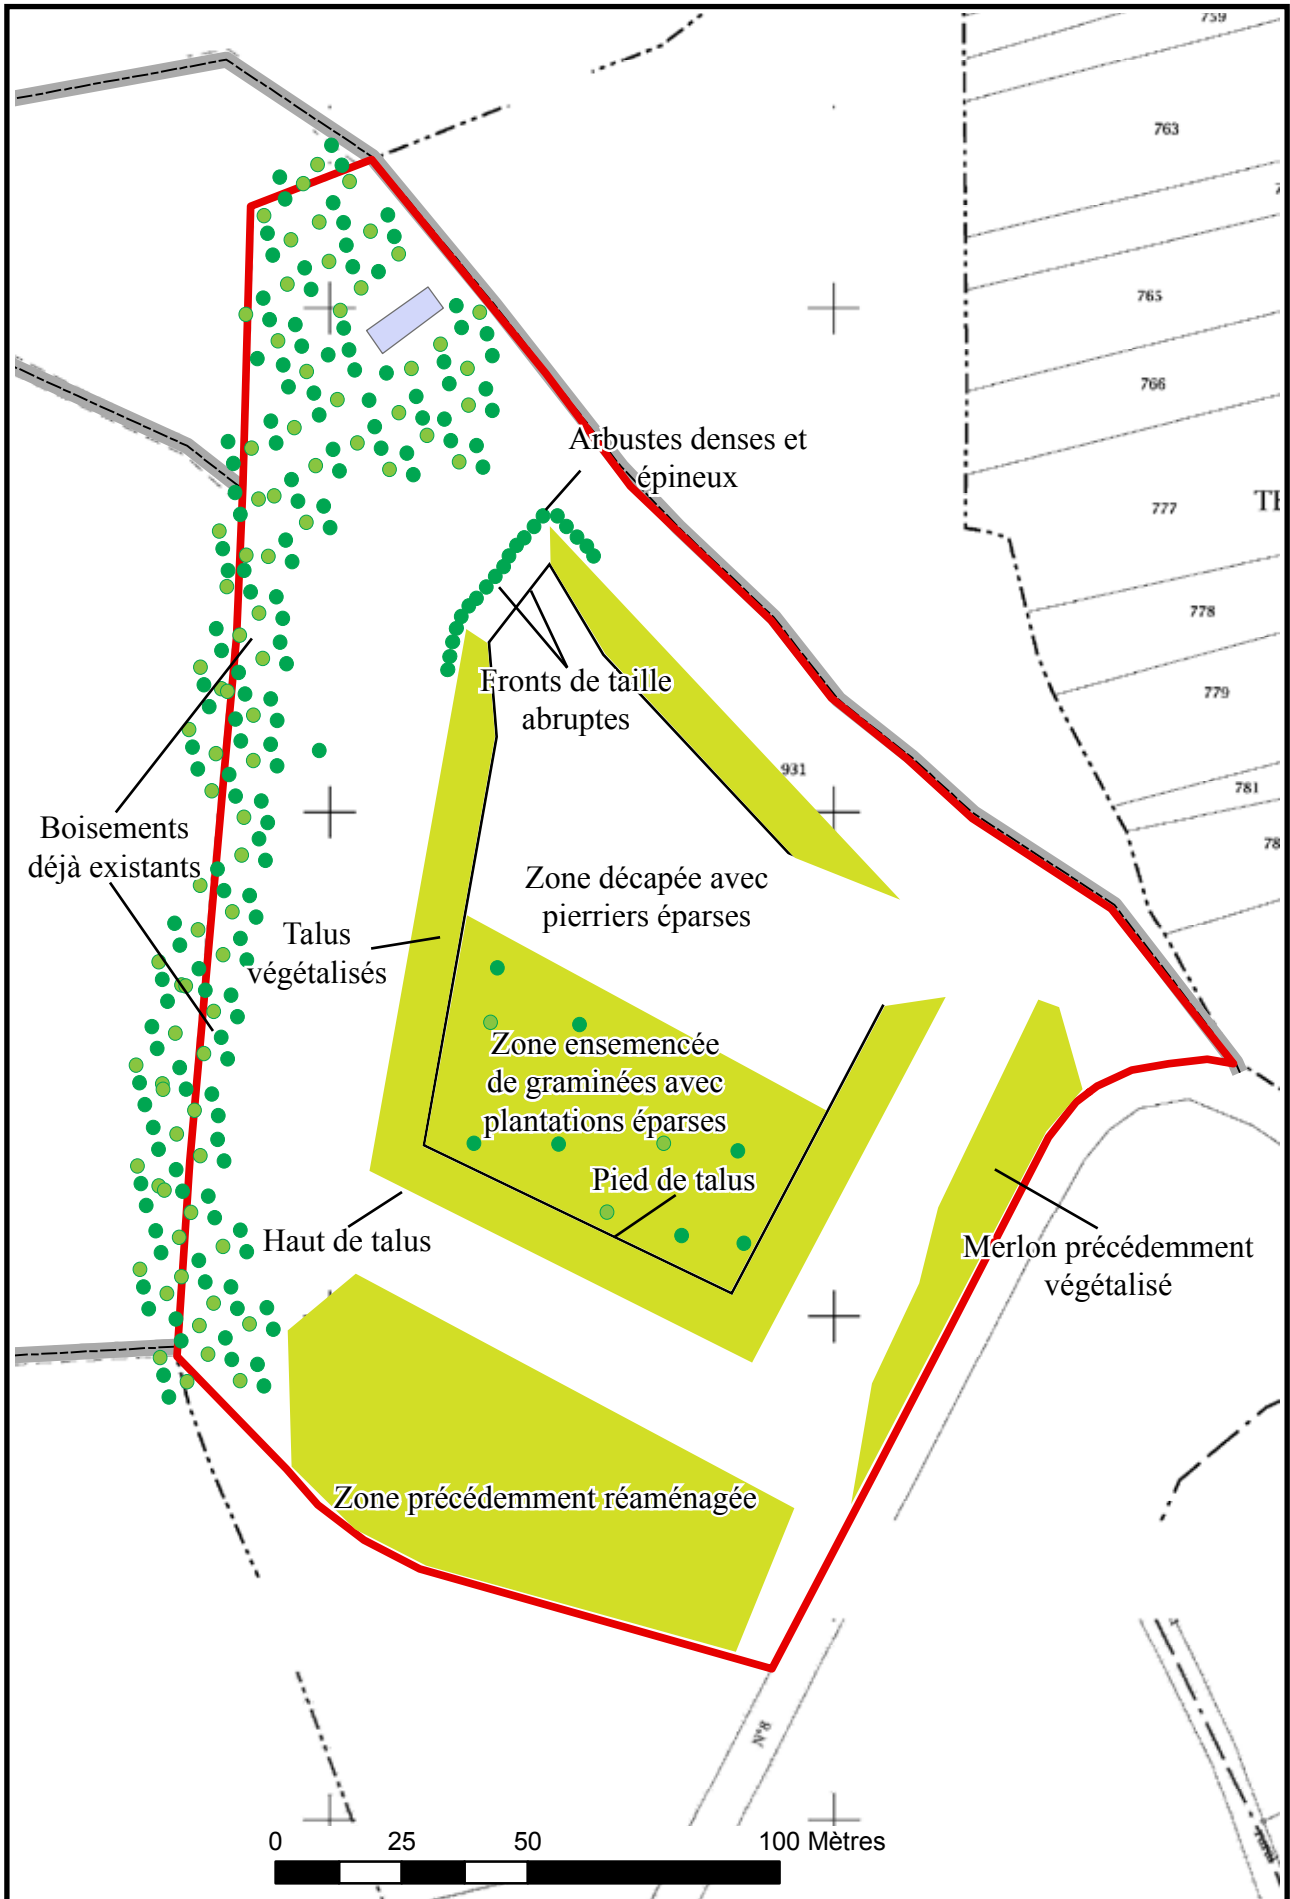 759
763
765
766
777
778
779
781
931
Arbustes denses et
épineux
Fronts de taille
abruptes
Boisements
déjà existants
Zone décapée avec
pierriers éparses
Talus
végétalisés
Zone ensemencée
de graminées avec
plantations éparses
Pied de talus
Haut de talus
Merlon précédemment
végétalisé
Zone précédemment réaménagée
N°8
0 25 50 100 Mètres